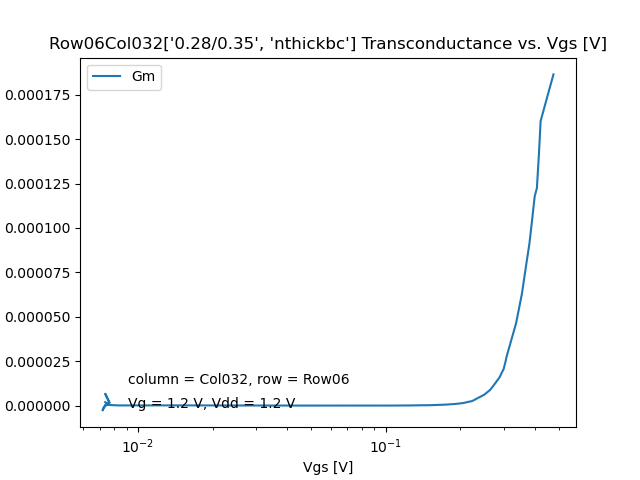 Row06Col032['0.28/0.35', 'nthickbc'] Transconductance vs. Vgs [V]
Gm
0.000175
0.000150
0.000125
0.000100
0.000075
0.000050
0.000025
0.000000
column = Col032, row = Row06
Vg = 1.2 V, Vdd = 1.2 V
10⁻²
10⁻¹
Vgs [V]